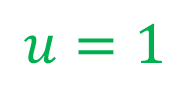 u = 1